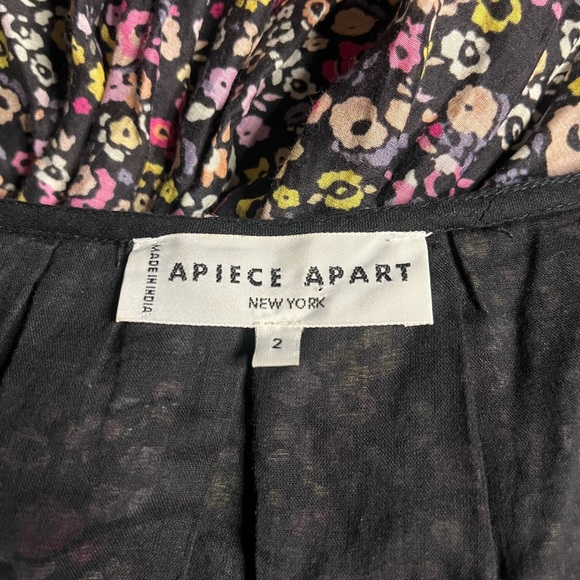 MADE IN INDIA
APIECE APART
NEW YORK
2